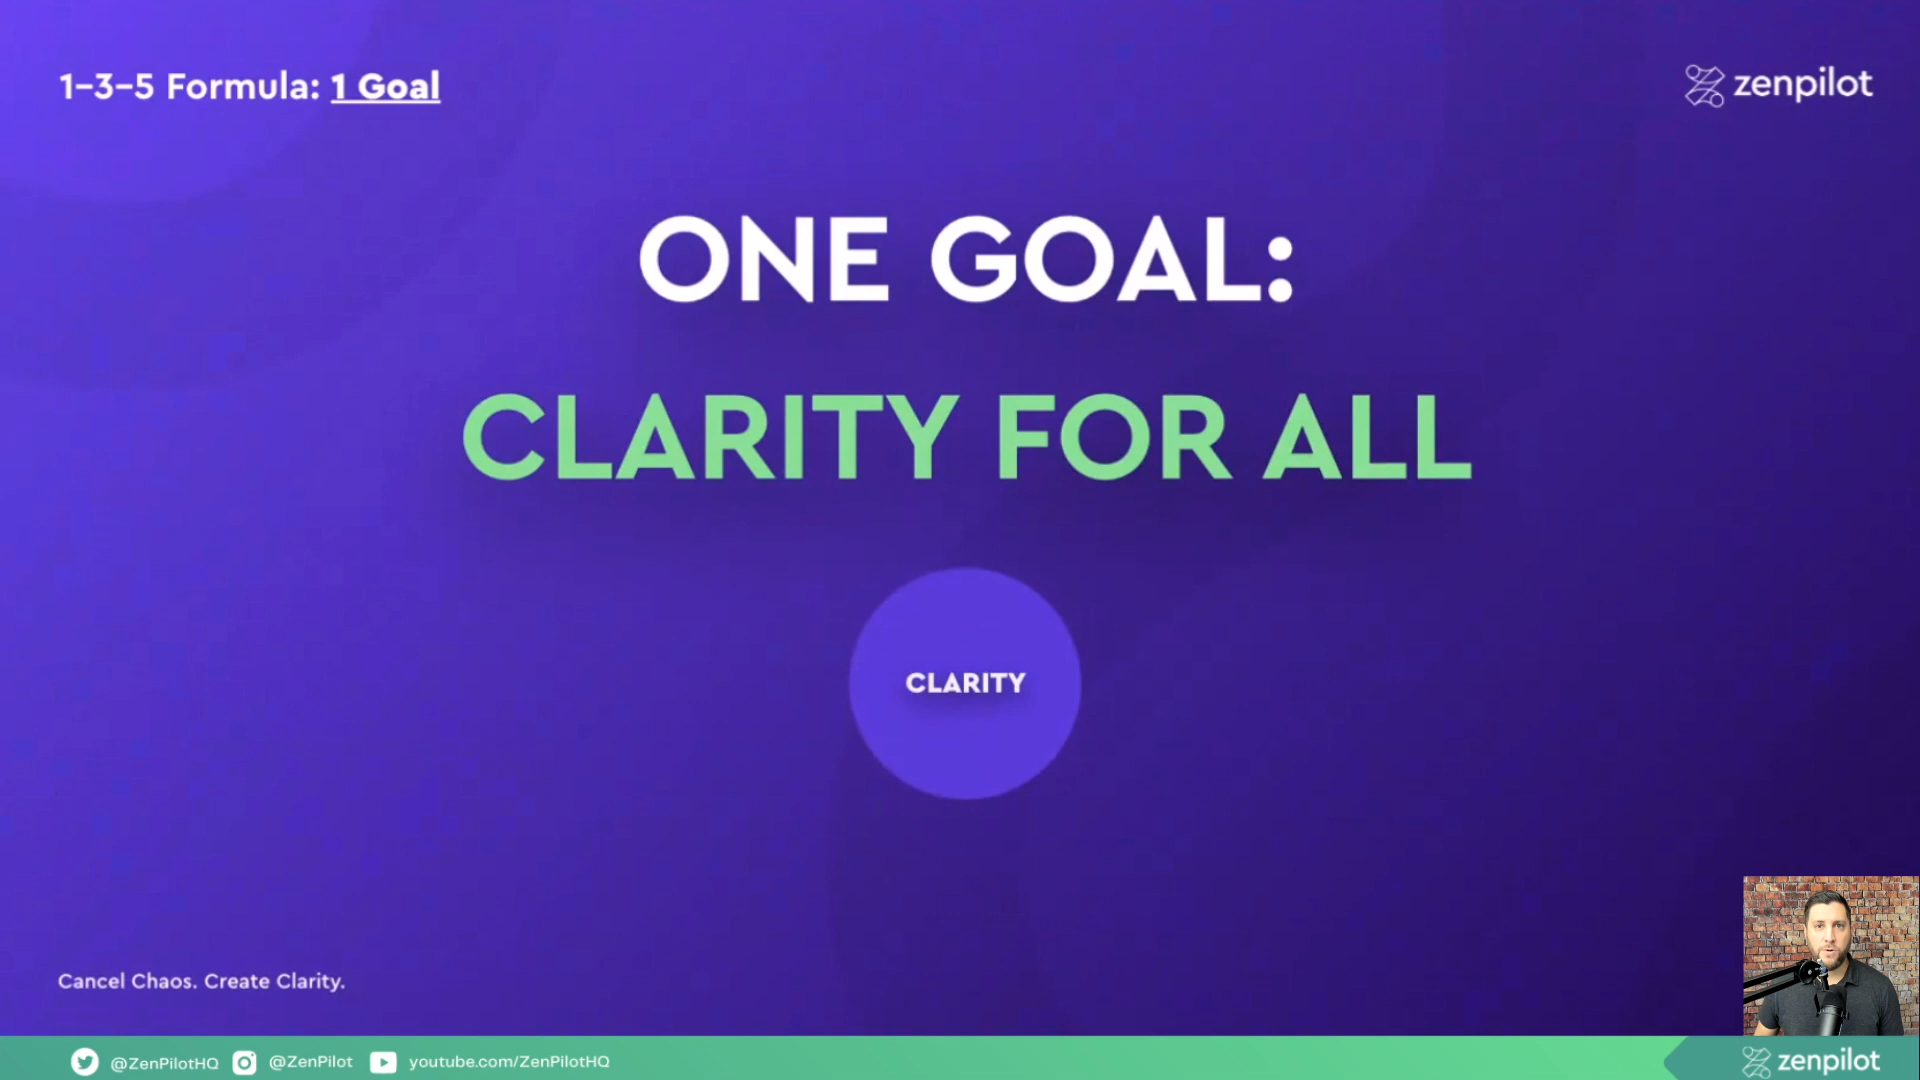 1-3-5 Formula: 1 Goal
zenpilot
ONE GOAL:
CLARITY FOR ALL
CLARITY
Cancel Chaos. Create Clarity.
@ZenPilotHQ @ZenPilot youtube.com/ZenPilotHQ
zenpilot